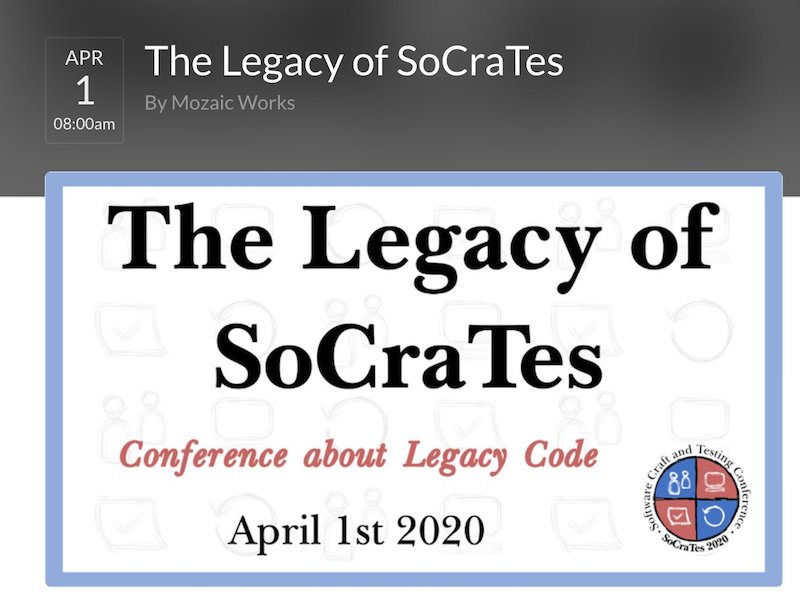 APR
1
08:00am
The Legacy of SoCraTes
By Mozaic Works
The Legacy of
SoCraTes
Conference about Legacy Code
April 1st 2020
Software Craft and Testing Conference
SoCraTes 2020